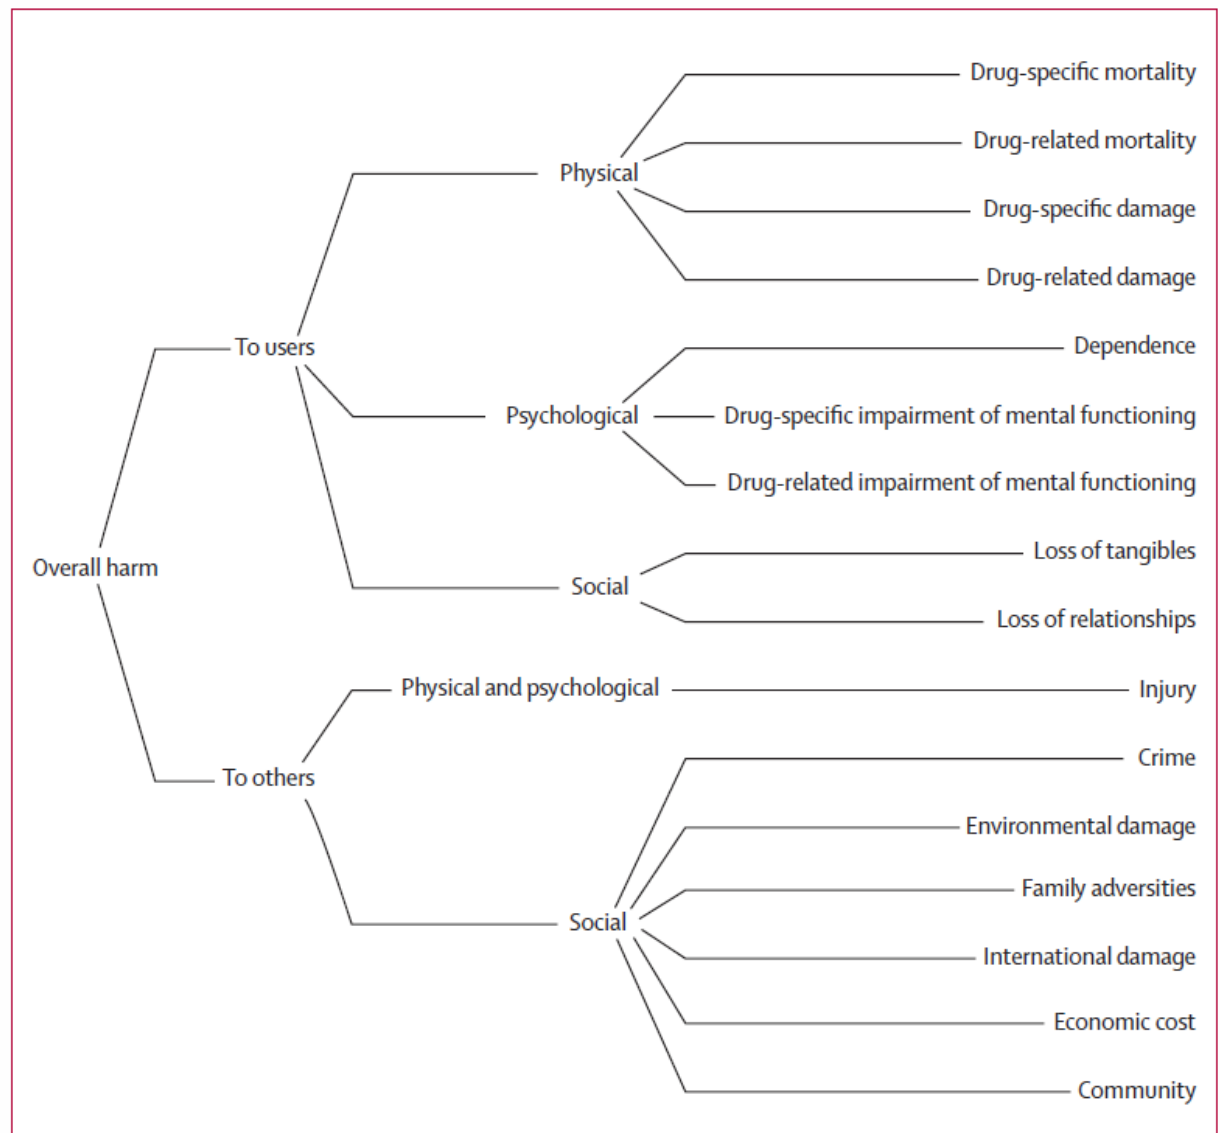 Drug-specific mortality
Drug-related mortality
Physical
Drug-specific damage
Drug-related damage
To users
Dependence
Psychological
Drug-specific impairment of mental functioning
Drug-related impairment of mental functioning
Loss of tangibles
Overall harm
Social
Loss of relationships
Physical and psychological
Injury
Crime
To others
Environmental damage
Family adversities
Social
International damage
Economic cost
Community